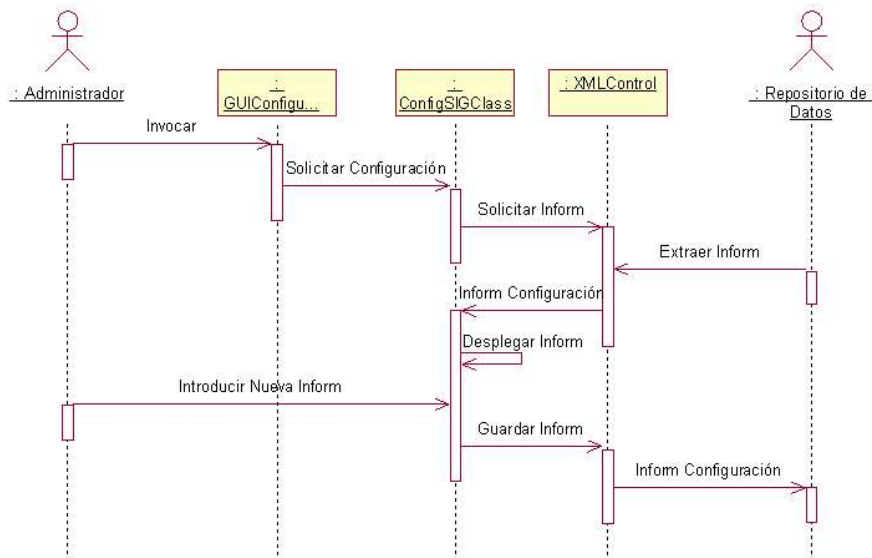 : Administrador
:
GUIConfigu...
:
ConfigSIGClass
: XMLControl
: Repositorio de
Datos
Invocar
Solicitar Configuración
Solicitar Inform
Extraer Inform
Inform Configuración
Desplegar Inform
Introducir Nueva Inform
Guardar Inform
Inform Configuración